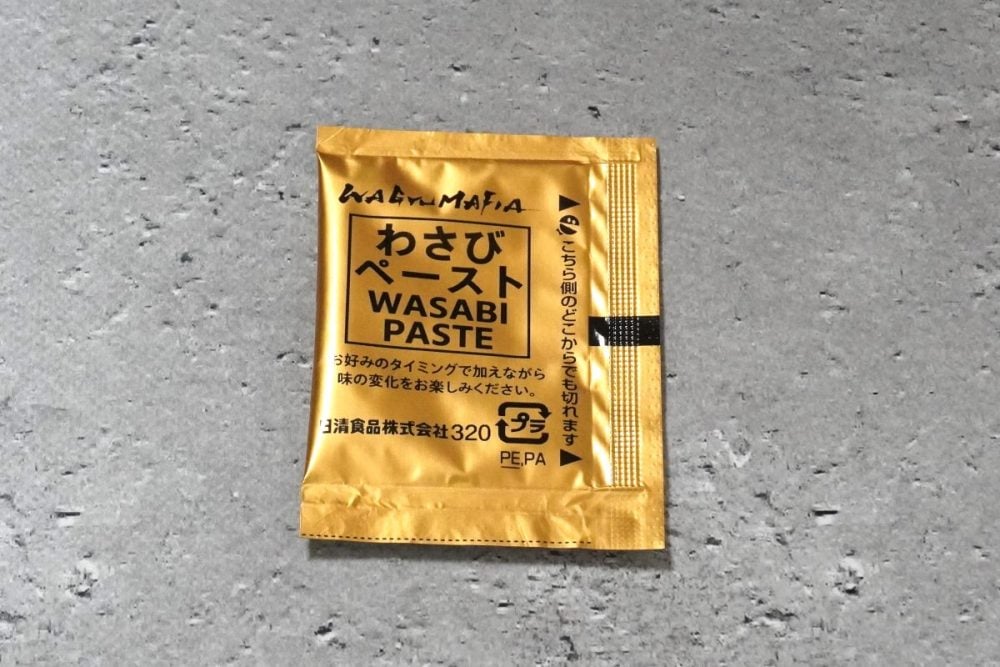 WAGYUMAFIA
わさび
ペースト
WASABI
PASTE
お好みのタイミングで加えながら
味の変化をお楽しみください。
日清食品株式会社 320
プラ
PE,PA
こちら側のどこからでも切れます